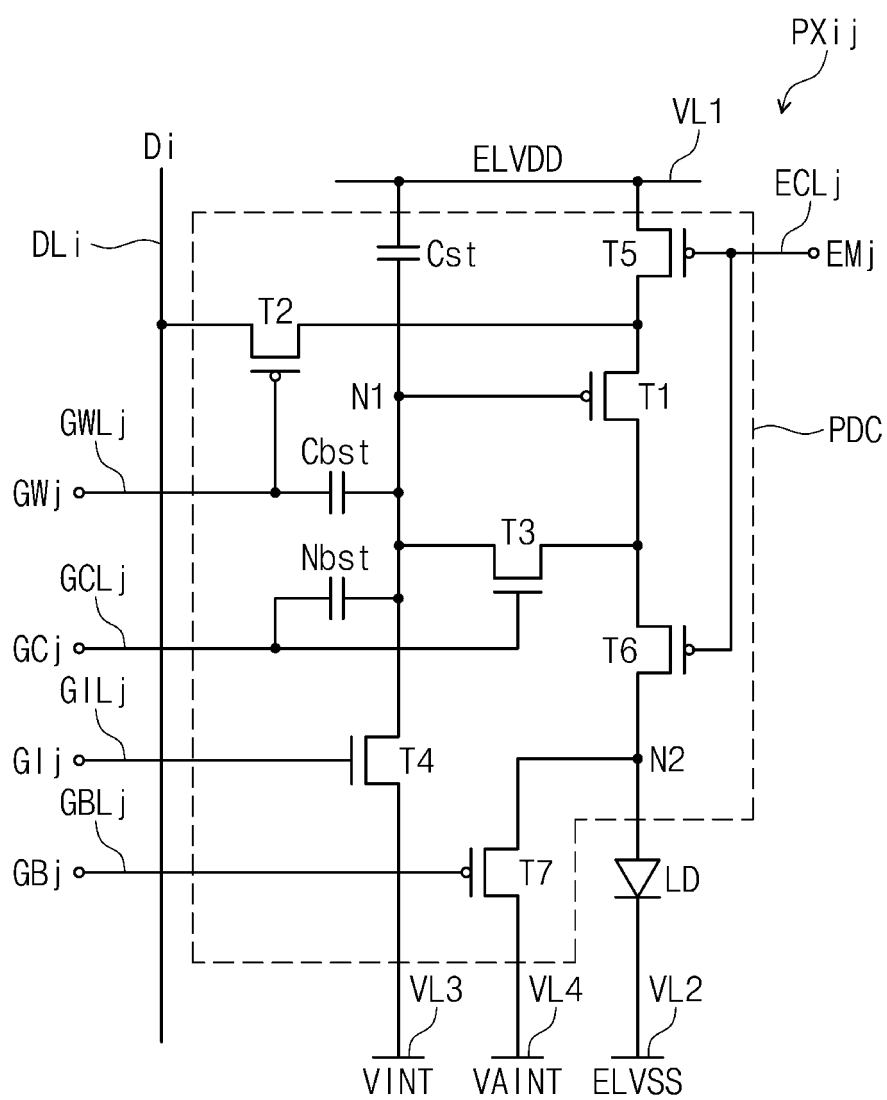 PXij
VL1
Di
ELVDD
ECLj
DLi
Cst
T5
EMj
T2
N1
T1
GWLj
PDC
Cbst
GWj
T3
Nbst
GCLj
GCj
T6
GILj
GIj
T4
N2
GBLj
GBj
T7
LD
VL3
VL4
VL2
VINT
VAINT
ELVSS